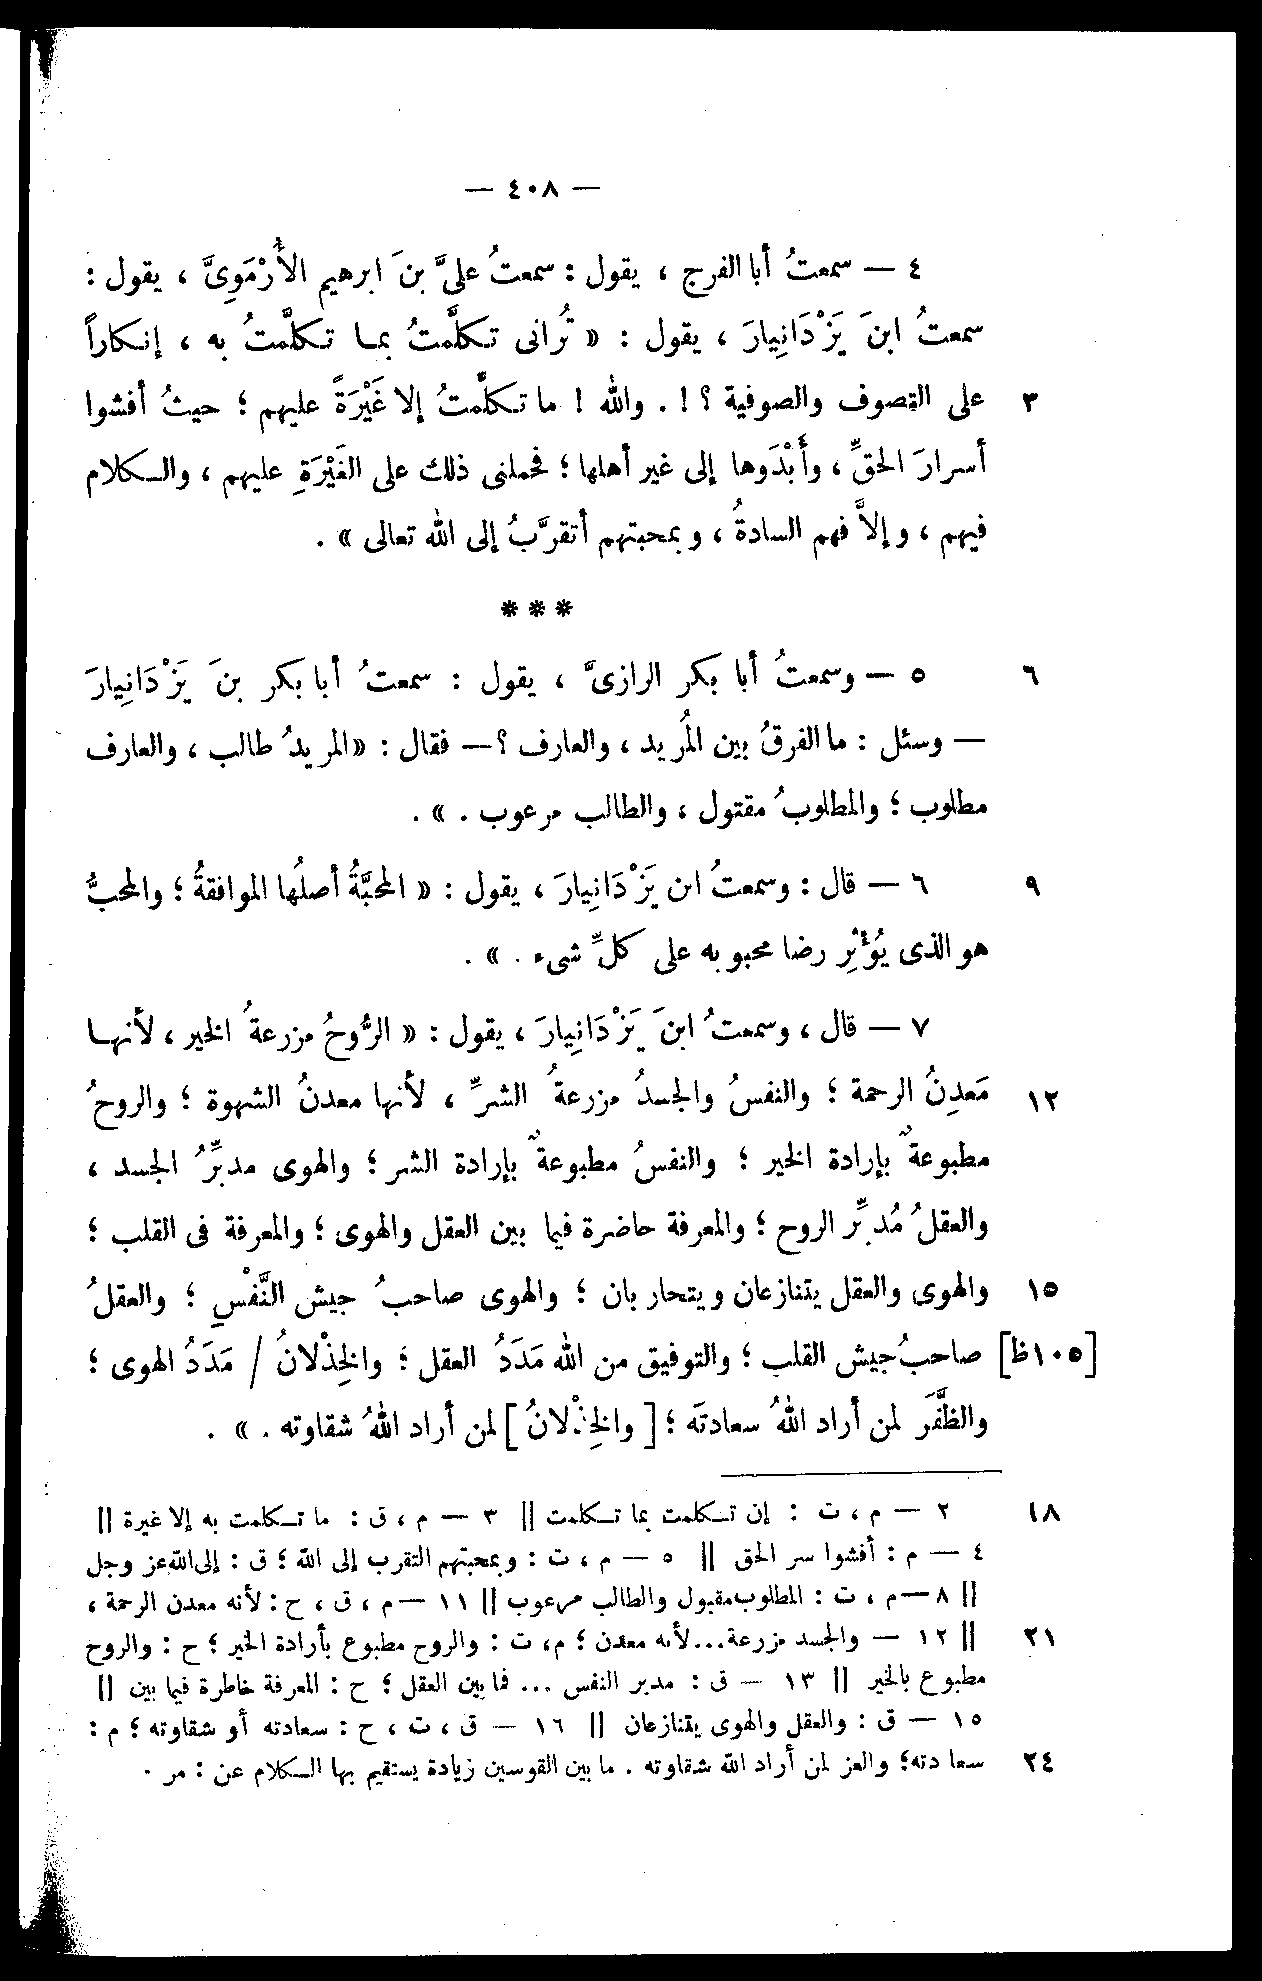 — ٤٠٨ —
٤ — سمعتُ أبا الفرج ، يقول : سمعتُ علىَّ بنَ ابرهيم الأُرْمَوِىَّ ، يقول :
سمعتُ ابنَ يَزْدَانِيارَ ، يقول : « تُرانى تكلَّمتُ بما تكلَّمتُ به ، إنكاراً
٣ على التصوف والصوفية ؟ ! . والله ! ما تكلَّمتُ إلا غَيْرَةً عليهم ؛ حيثُ أفشوا
أسرارَ الحقِّ ، وأَبْدَوها إلى غير أهلها ؛ فحملنى ذلك على الغَيْرَةِ عليهم ، والكلام
فيهم ، وإلاَّ فهم السادةُ ، وبمحبتهم أتقرَّبُ إلى الله تعالى » .
***
٦ ٥ — وسمعتُ أبا بكر الرازىَّ ، يقول : سمعتُ أبا بكر بنَ يَزْدَانِيارَ
— وسئل : ما الفرقُ بين المُريد ، والعارف ؟ — فقال : « المريدُ طالب ، والعارف
مطلوب ؛ والمطلوبُ مقتول ، والطالب مرعوب . » .
٩ ٦ — قال : وسمعتُ ابن يَزْدَانِيارَ ، يقول : « المحبَّةُ أصلُها الموافقةُ ؛ والمحبُّ
هو الذى يُؤْثِر رضا محبوبه على كلِّ شىء . » .
٧ — قال ، وسمعتُ ابنَ يَزْدَانِيارَ ، يقول : « الرُّوحُ مزرعةُ الخير ، لأنها
١٢ مَعدِنُ الرحمة ؛ والنفسُ والجسدُ مزرعةُ الشرِّ ، لأنها معدنُ الشهوة ؛ والروحُ
مطبوعةٌ بإرادة الخير ؛ والنفسُ مطبوعةٌ بإرادة الشر ؛ والهوى مدبِّرُ الجسد ،
والعقلُ مُدبِّر الروح ؛ والمعرفة حاضرة فيما بين العقل والهوى ؛ والمعرفة فى القلب ؛
١٥ والهوى والعقل يتنازعان ويتحاربان ؛ والهوى صاحبُ جيش النَّفْسِ ؛ والعقلُ
[١٠٥ظ] صاحبُ جيش القلب ؛ والتوفيق من الله مَدَدُ العقل ؛ والخِذْلانُ / مَدَدُ الهوى ؛
والظَّفَر لمن أراد اللهُ سعادتَه ؛ [ والخِذْلانُ ] لمن أراد اللهُ شقاوته . » .
١٨ ٢ — م ، ت : إن تكلمت بما تكلمت || ٣ — م ، ق : ما تكلمت به إلا غيرة ||
٤ — م : أفشوا سر الحق || ٥ — م ، ت : وبمحبتهم التقرب إلى الله ؛ ق : إلى الله عز وجل
|| ٨ — م ، ت : المطلوب مقبول والطالب مرعوب || ١١ — م ، ق ، ح : لأنه معدن الرحمة ،
٢١ || ١٢ — والجسد مزرعة...لأنه معدن ؛ م، ت : والروح مطبوع بأرادة الخير ؛ ح : والروح
مطبوع بالخير || ١٣ — ق : مدبر النفس ... فما بين العقل ؛ ح : المعرفة خاطرة فيما بين ||
١٥ — ق : والعقل والهوى يتنازعان || ١٦ — ق ، ت ، ح : سعادته أو شقاوته ؛ م :
٢٤ سعادته؛ والعز لمن أراد الله شقاوته . ما بين القوسين زيادة يستقيم بها الكلام عن : مر .